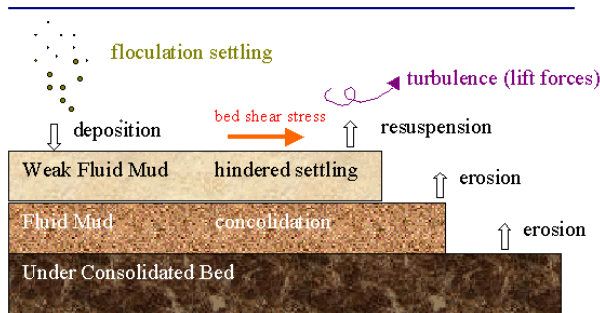 floculation settling
turbulence (lift forces)
bed shear stress
deposition
resuspension
Weak Fluid Mud hindered settling
erosion
Fluid Mud concolidation
erosion
Under Consolidated Bed